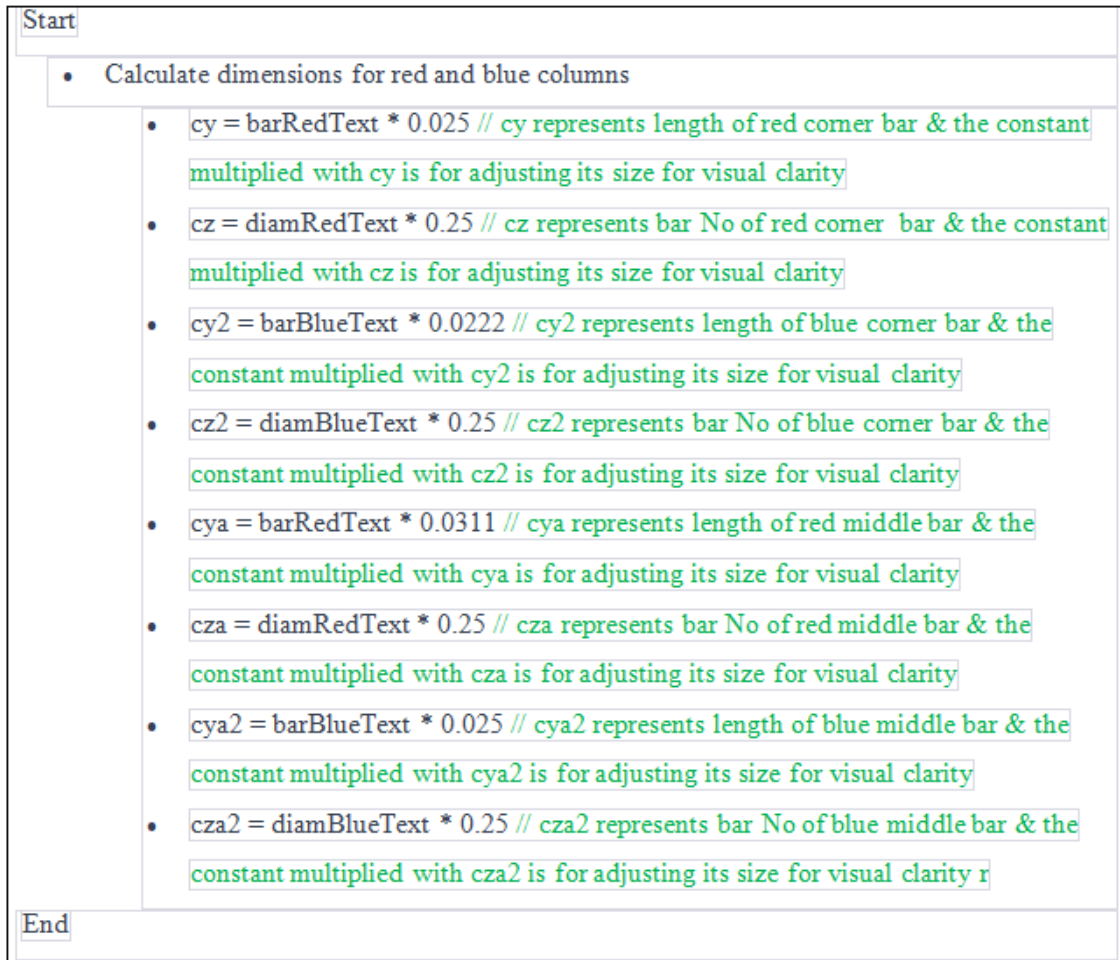 Start
• Calculate dimensions for red and blue columns
• cy = barRedText * 0.025 // cy represents length of red corner bar & the constant
multiplied with cy is for adjusting its size for visual clarity
• cz = diamRedText * 0.25 // cz represents bar No of red corner bar & the constant
multiplied with cz is for adjusting its size for visual clarity
• cy2 = barBlueText * 0.0222 // cy2 represents length of blue corner bar & the
constant multiplied with cy2 is for adjusting its size for visual clarity
• cz2 = diamBlueText * 0.25 // cz2 represents bar No of blue corner bar & the
constant multiplied with cz2 is for adjusting its size for visual clarity
• cya = barRedText * 0.0311 // cya represents length of red middle bar & the
constant multiplied with cya is for adjusting its size for visual clarity
• cza = diamRedText * 0.25 // cza represents bar No of red middle bar & the
constant multiplied with cza is for adjusting its size for visual clarity
• cya2 = barBlueText * 0.025 // cya2 represents length of blue middle bar & the
constant multiplied with cya2 is for adjusting its size for visual clarity
• cza2 = diamBlueText * 0.25 // cza2 represents bar No of blue middle bar & the
constant multiplied with cza2 is for adjusting its size for visual clarity r
End